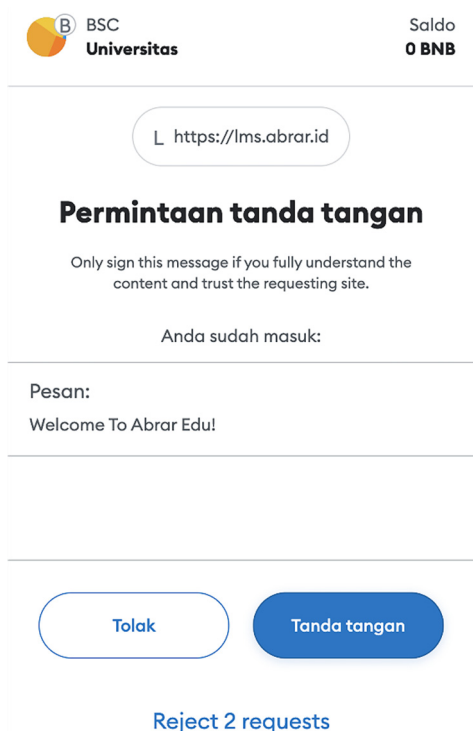 B BSC
Saldo
Universitas
0 BNB
L https://lms.abrar.id
Permintaan tanda tangan
Only sign this message if you fully understand the
content and trust the requesting site.
Anda sudah masuk:
Pesan:
Welcome To Abrar Edu!
Tolak
Tanda tangan
Reject 2 requests